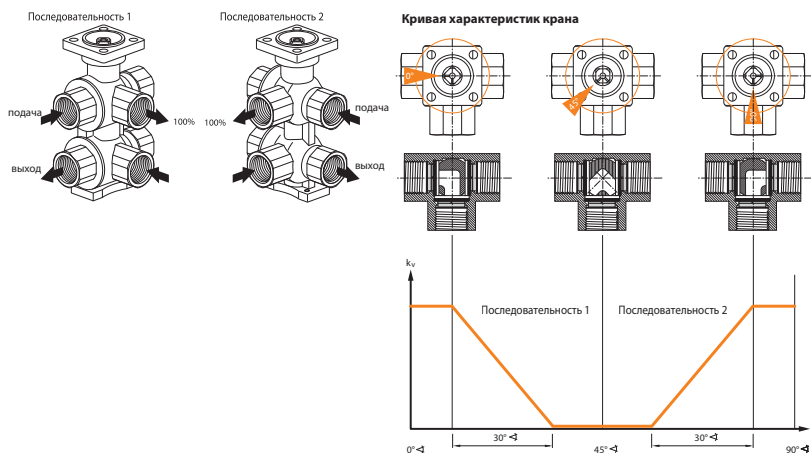 Последовательность 1
Последовательность 2
подача
100%
выход
100%
подача
выход
Кривая характеристик крана
0°
45°
90°
kv
Последовательность 1
Последовательность 2
0° ∢
30° ∢
45° ∢
30° ∢
90° ∢